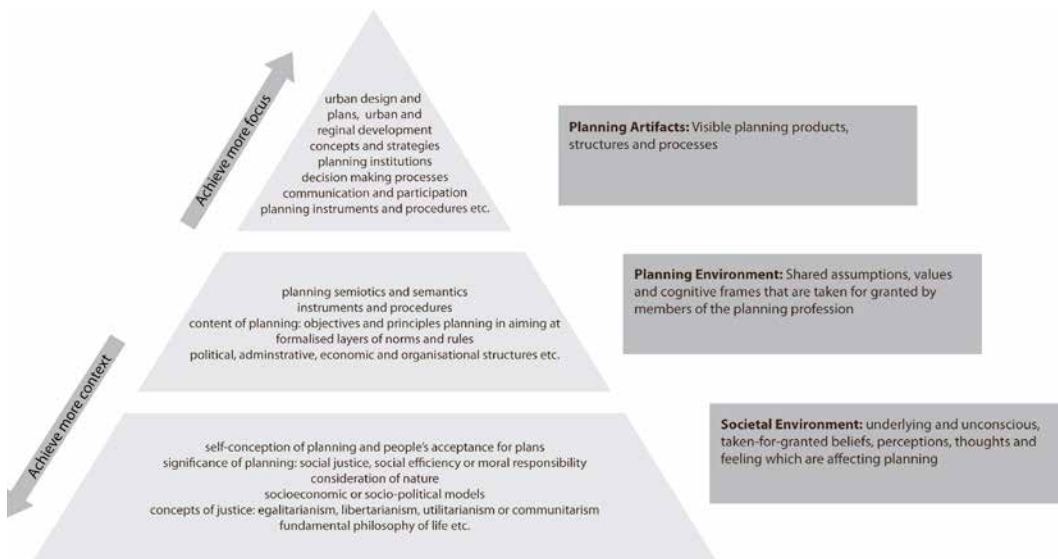 Achieve more focus
urban design and
plans, urban and
reginal development
concepts and strategies
planning institutions
decision making processes
communication and participation
planning instruments and procedures etc.
Planning Artifacts: Visible planning products,
structures and processes
Achieve more context
planning semiotics and semantics
instruments and procedures
content of planning: objectives and principles planning in aiming at
formalised layers of norms and rules
political, adminstrative, economic and organisational structures etc.
Planning Environment: Shared assumptions, values
and cognitive frames that are taken for granted by
members of the planning profession
self-conception of planning and people's acceptance for plans
significance of planning: social justice, social efficiency or moral responsibility
consideration of nature
socioeconomic or socio-political models
concepts of justice: egalitarianism, libertarianism, utilitarianism or communitarism
fundamental philosophy of life etc.
Societal Environment: underlying and unconscious,
taken-for-granted beliefs, perceptions, thoughts and
feeling which are affecting planning